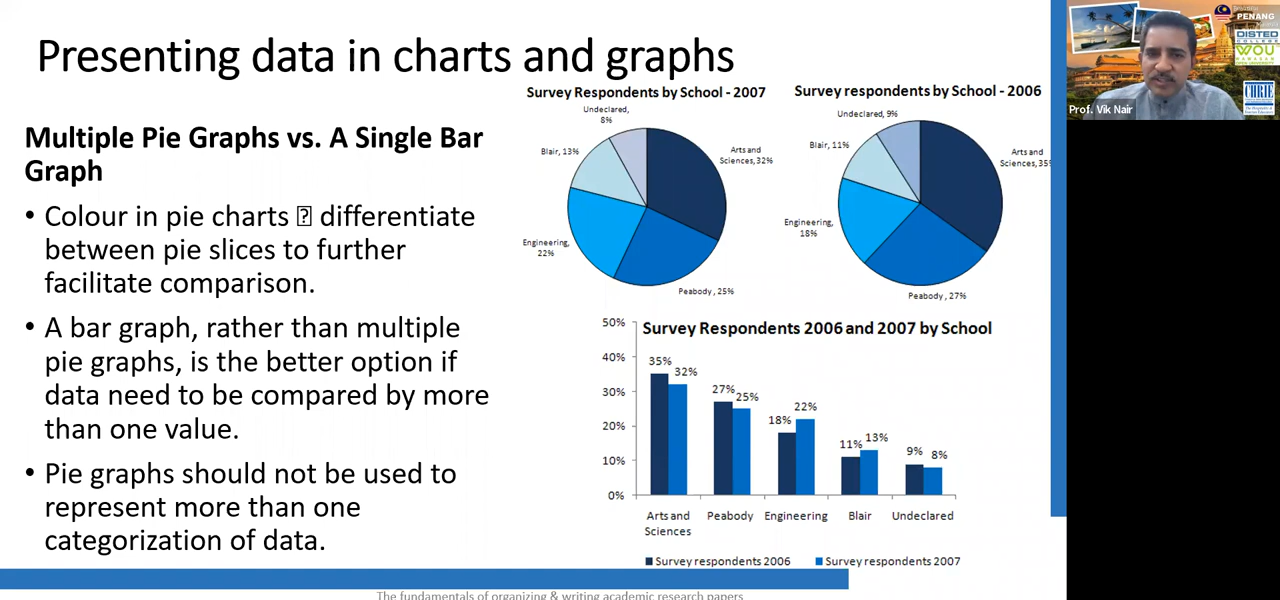 Presenting data in charts and graphs
Multiple Pie Graphs vs. A Single Bar
Graph
• Colour in pie charts ⍰ differentiate
between pie slices to further
facilitate comparison.
• A bar graph, rather than multiple
pie graphs, is the better option if
data need to be compared by more
than one value.
• Pie graphs should not be used to
represent more than one
categorization of data.
Survey Respondents by School - 2007
Undeclared,
8%
Blair, 13%
Arts and
Sciences, 32%
Engineering,
22%
Peabody , 25%
Survey respondents by School - 2006
Undeclared, 9%
Blair, 11%
Arts and
Sciences, 35%
Engineering,
18%
Peabody , 27%
Survey Respondents 2006 and 2007 by School
50%
40%
30%
20%
10%
0%
35%
32%
27%
25%
18%
22%
11%
13%
9%
8%
Arts and
Sciences
Peabody
Engineering
Blair
Undeclared
Survey respondents 2006
Survey respondents 2007
The fundamentals of organizing & writing academic research papers
PENANG
DISTED
COLLEGE
WOU
CHRIE
Prof. Vik Nair